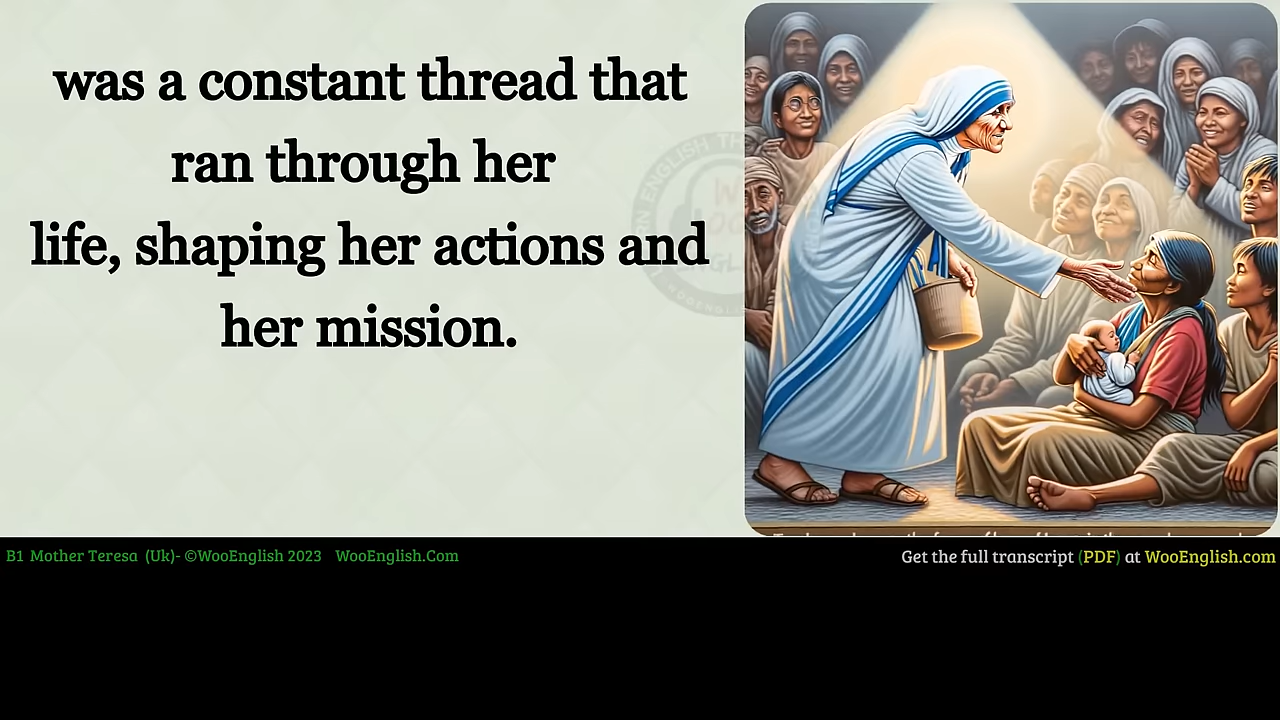 was a constant thread that
ran through her
life, shaping her actions and
her mission.
B1 Mother Teresa (Uk)- ©WooEnglish 2023 WooEnglish.Com
Get the full transcript (PDF) at WooEnglish.com